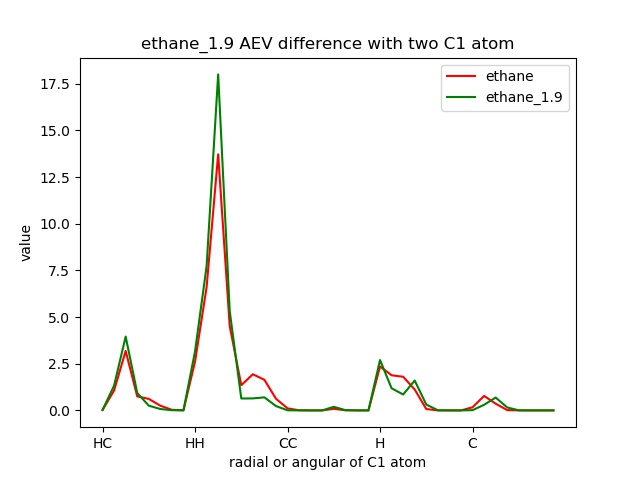 ethane_1.9 AEV difference with two C1 atom
ethane
ethane_1.9
17.5
15.0
12.5
10.0
7.5
5.0
2.5
0.0
value
HC HH CC H C
radial or angular of C1 atom